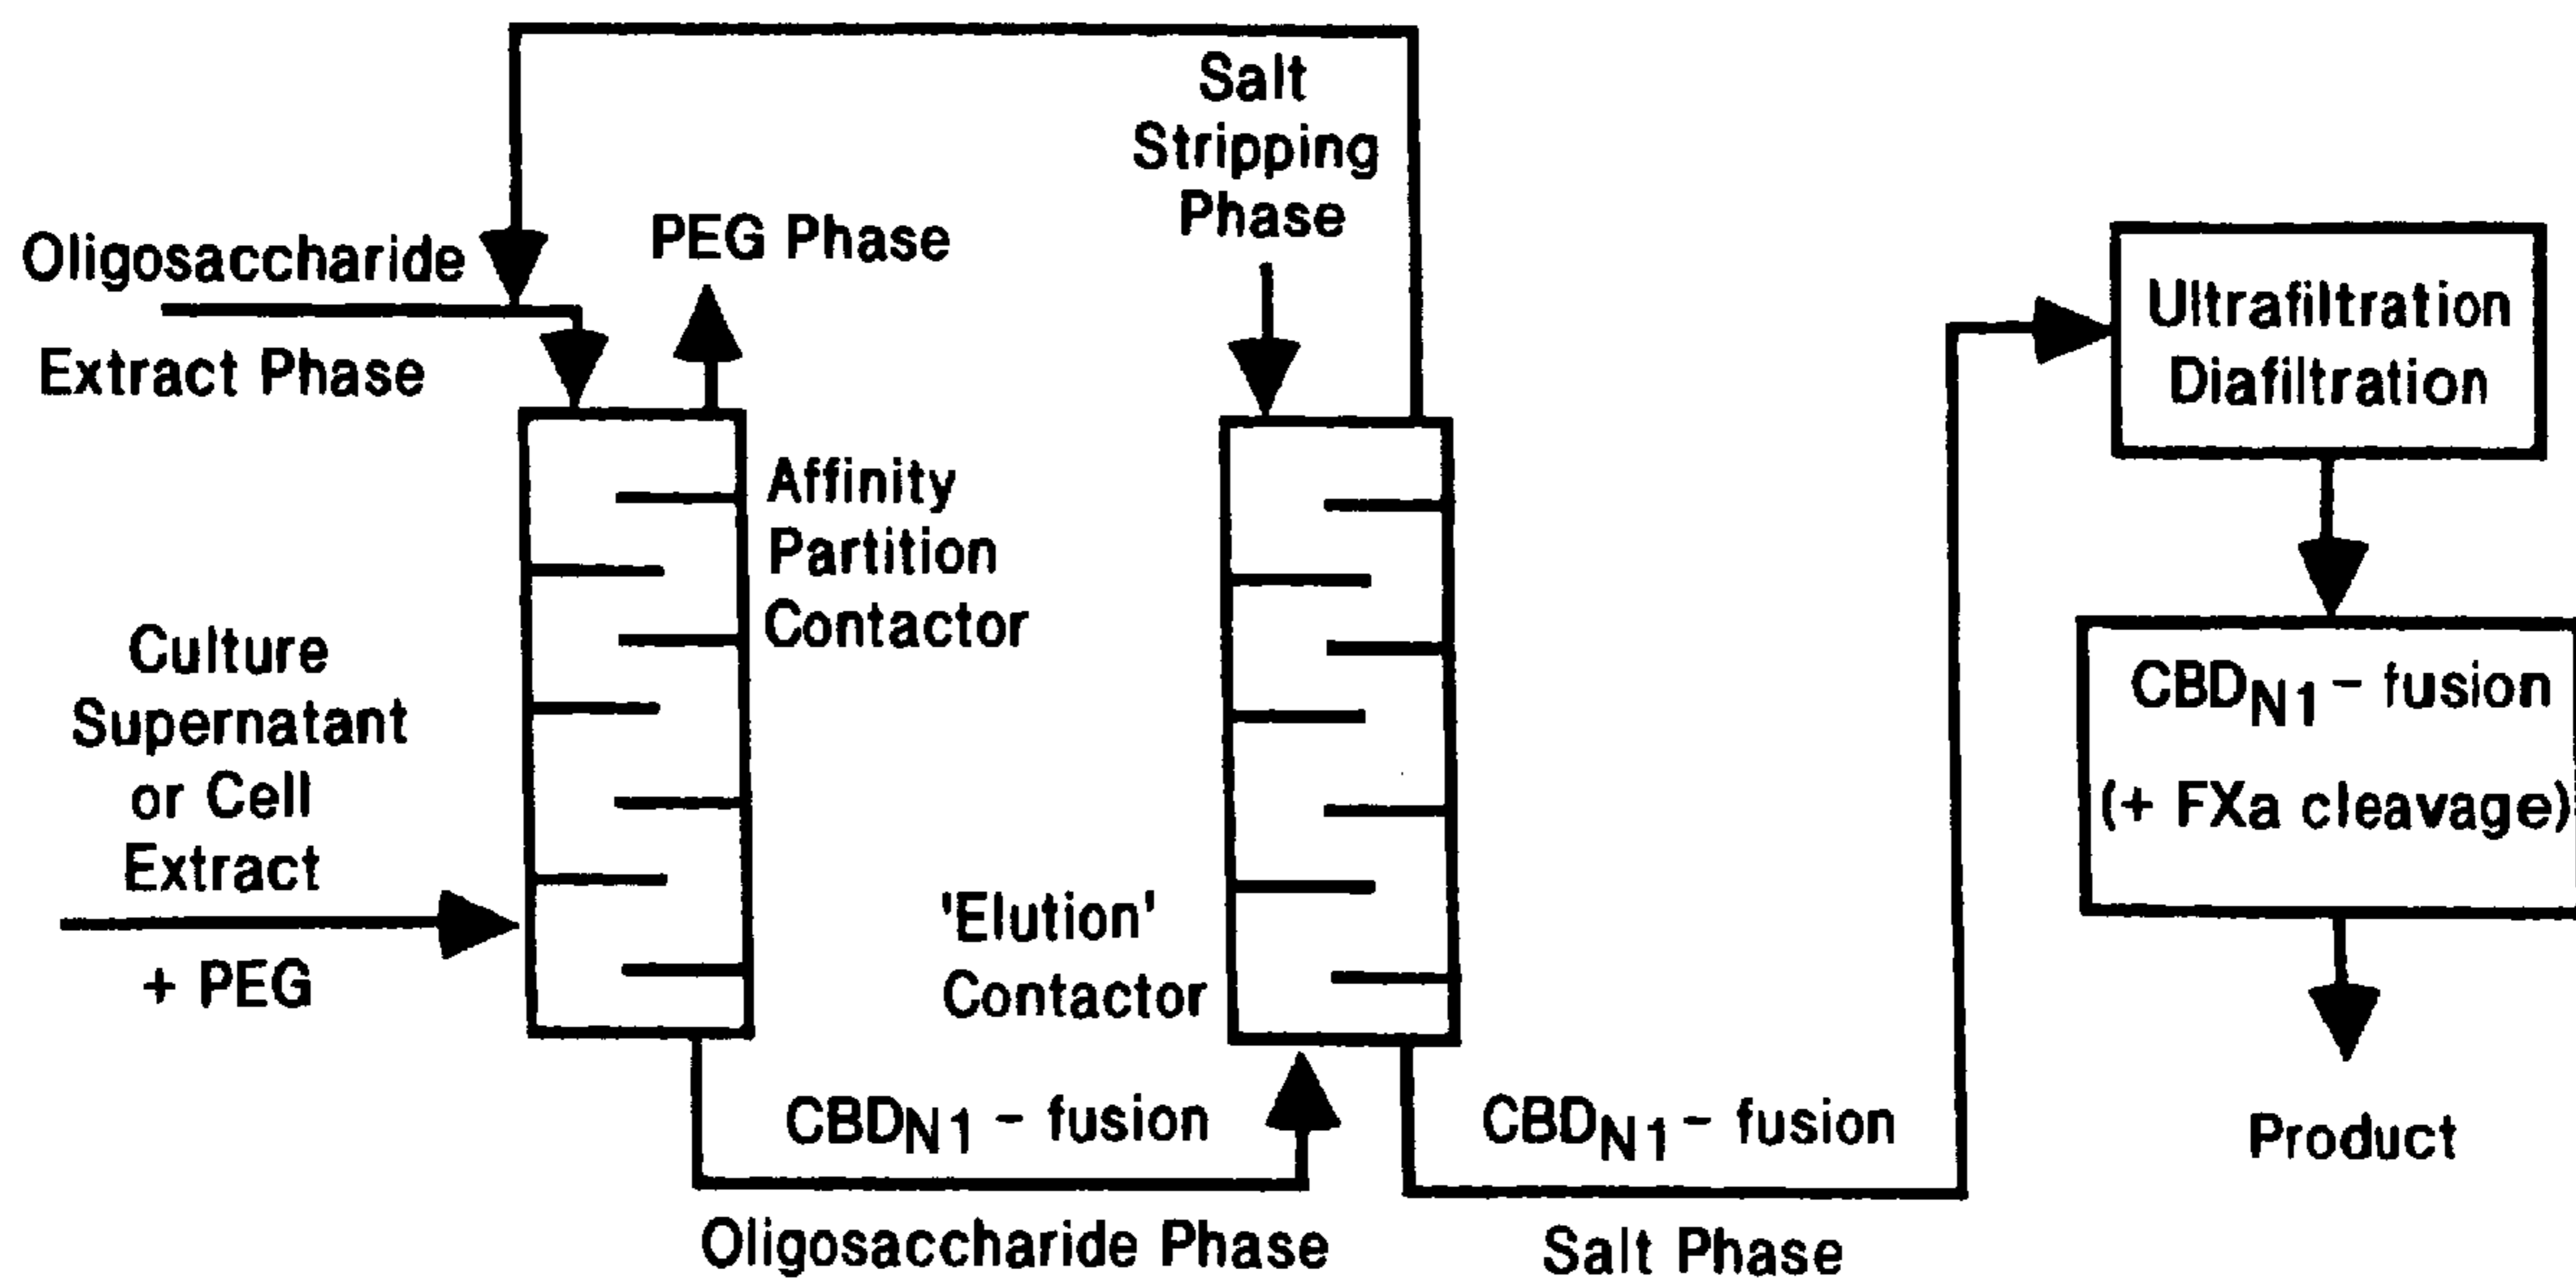 Salt
Stripping
Phase
Oligosaccharide
Extract Phase
PEG Phase
Affinity
Partition
Contactor
Culture
Supernatant
or Cell
Extract
+ PEG
'Elution'
Contactor
CBDN1 - fusion
Oligosaccharide Phase
CBDN1 - fusion
Salt Phase
Ultrafiltration
Diafiltration
CBDN1 - fusion
(+ FXa cleavage)
Product